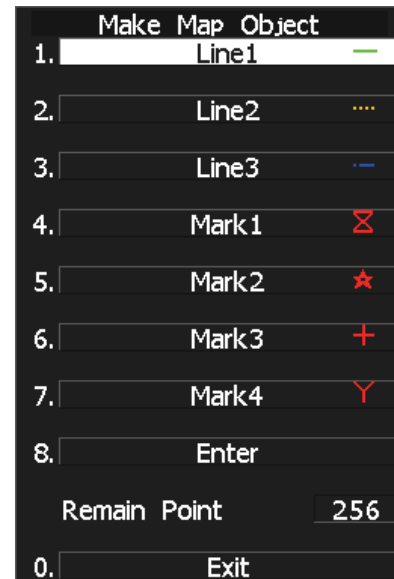 Make Map Object
1. Line1
2. Line2
3. Line3
4. Mark1
5. Mark2
6. Mark3
7. Mark4
8. Enter
Remain Point 256
0. Exit